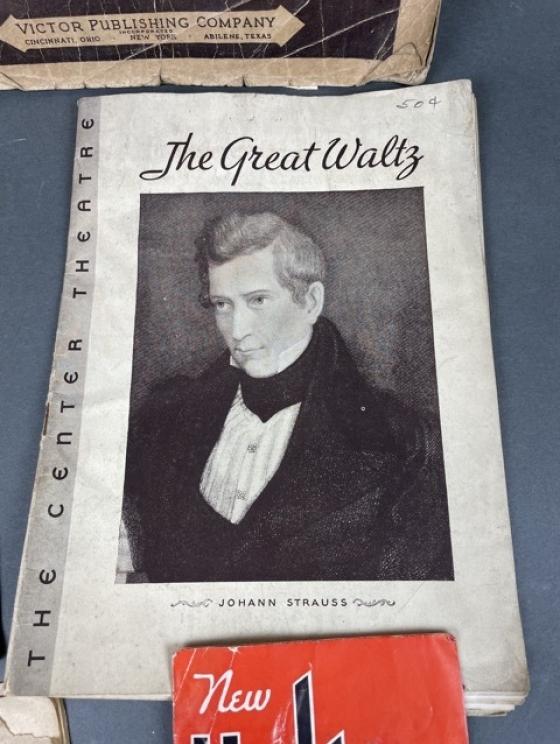 VICTOR PUBLISHING COMPANY
INCORPORATED
CINCINNATI, OHIO NEW YORK ABILENE, TEXAS
50¢
The Great Waltz
THE CENTER THEATRE
JOHANN STRAUSS
New